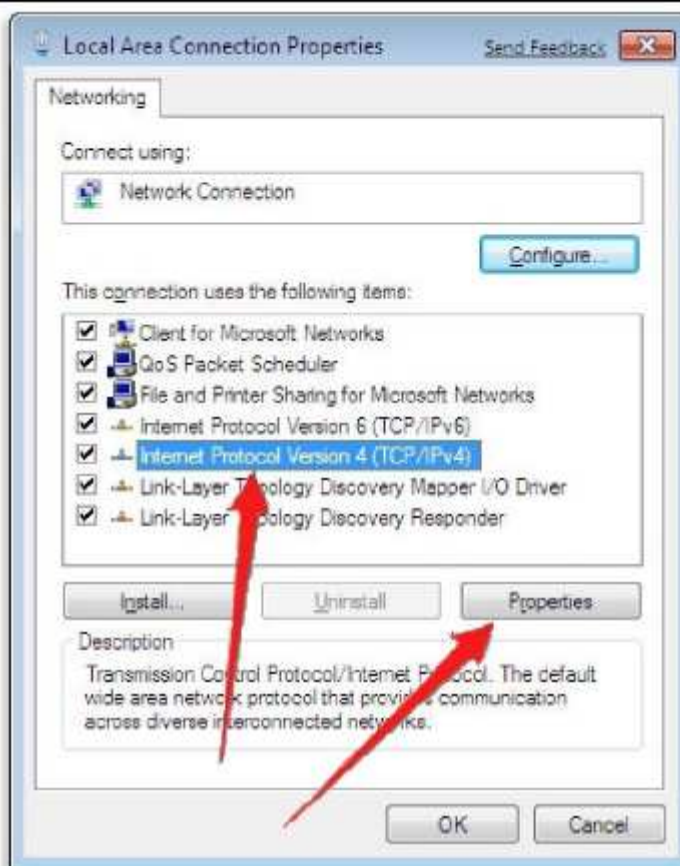 Local Area Connection Properties Send Feedback
Networking
Connect using:
Network Connection
Configure...
This connection uses the following items:
Client for Microsoft Networks
QoS Packet Scheduler
File and Printer Sharing for Microsoft Networks
Internet Protocol Version 6 (TCP/IPv6)
Internet Protocol Version 4 (TCP/IPv4)
Link-Layer Topology Discovery Mapper I/O Driver
Link-Layer Topology Discovery Responder
Install... Uninstall Properties
Description
Transmission Control Protocol/Internet Protocol. The default
wide area network protocol that provides communication
across diverse interconnected networks.
OK Cancel